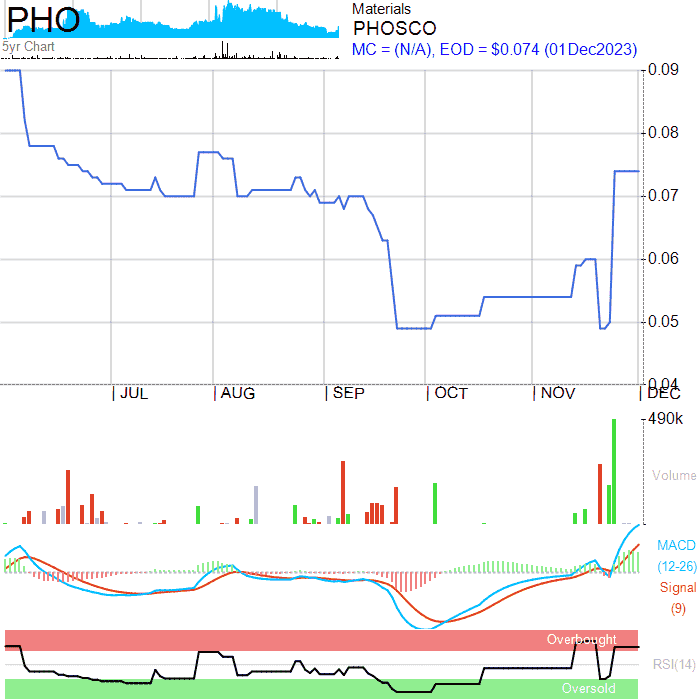 PHO
5yr Chart
Materials
PHOSCO
MC = (N/A), EOD = $0.074 (01Dec2023)
0.09
0.08
0.07
0.06
0.05
0.04
JUL
AUG
SEP
OCT
NOV
DEC
490k
Volume
MACD
(12-26)
Signal
(9)
Overbought
RSI(14)
Oversold